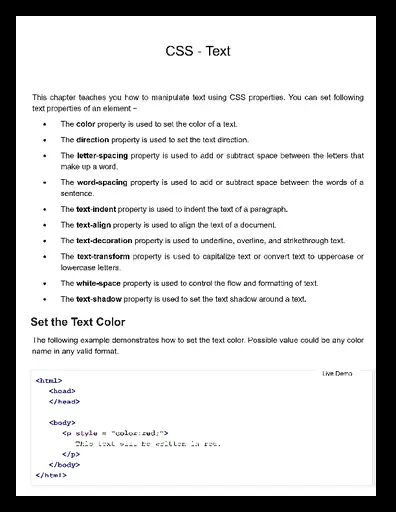 CSS - Text
This chapter teaches you how to manipulate text using CSS properties. You can set following
text properties of an element −
• The color property is used to set the color of a text.
• The direction property is used to set the text direction.
• The letter-spacing property is used to add or subtract space between the letters that
make up a word.
• The word-spacing property is used to add or subtract space between the words of a
sentence.
• The text-indent property is used to indent the text of a paragraph.
• The text-align property is used to align the text of a document.
• The text-decoration property is used to underline, overline, and strikethrough text.
• The text-transform property is used to capitalize text or convert text to uppercase or
lowercase letters.
• The white-space property is used to control the flow and formatting of text.
• The text-shadow property is used to set the text shadow around a text.
Set the Text Color
The following example demonstrates how to set the text color. Possible value could be any color
name in any valid format.
Live Demo
<html>
<head>
</head>
<body>
<p style = "color:red;">
This text will be written in red.
</p>
</body>
</html>